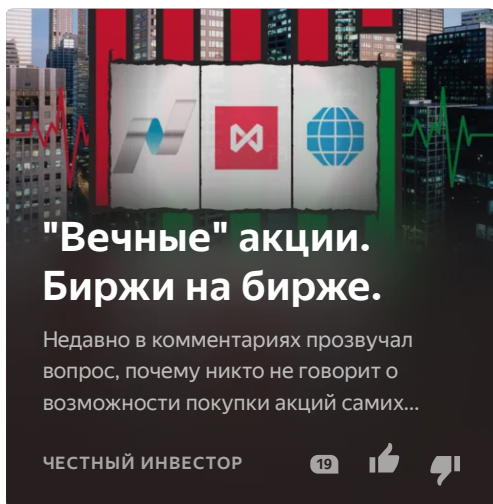 "Вечные" акции.
Биржи на бирже.
Недавно в комментариях прозвучал
вопрос, почему никто не говорит о
возможности покупки акций самих...
ЧЕСТНЫЙ ИНВЕСТОР
19